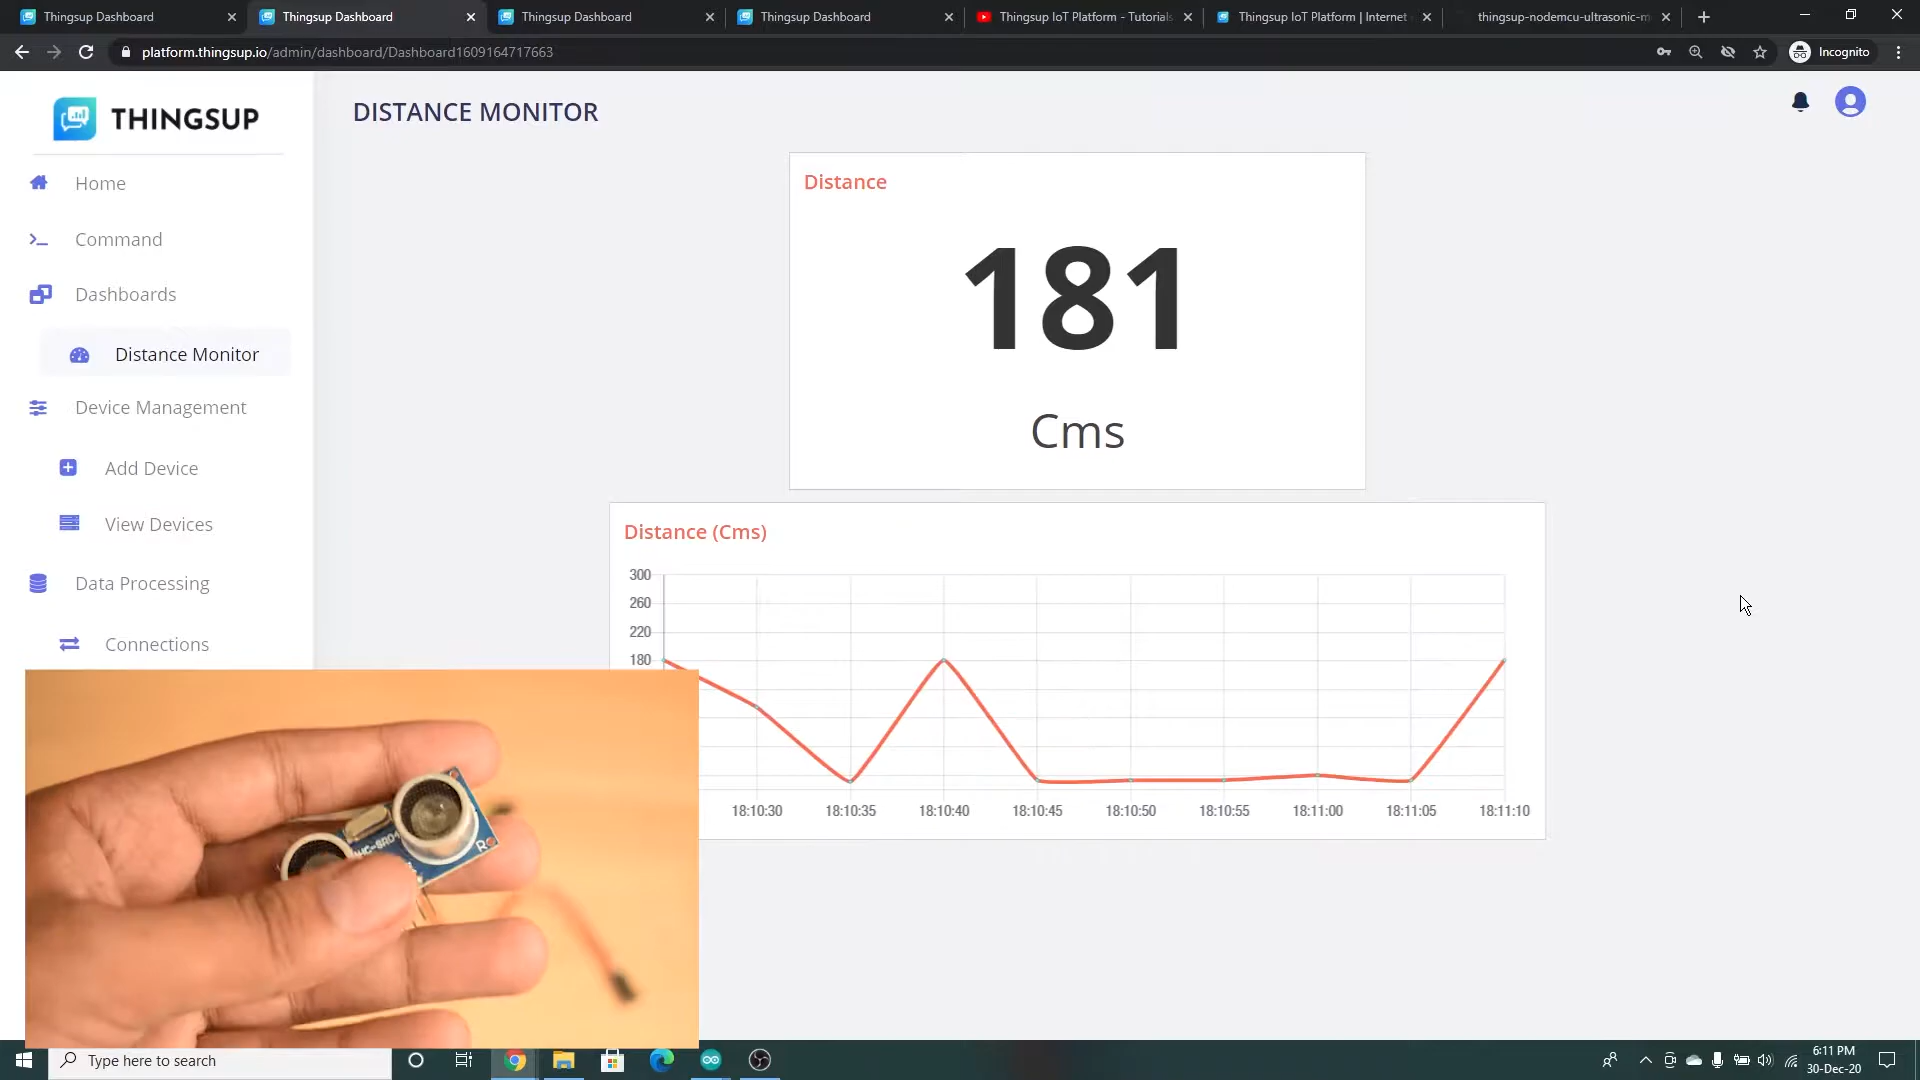 Thingsup Dashboard
Thingsup Dashboard
Thingsup Dashboard
Thingsup Dashboard
Thingsup IoT Platform - Tutorials
Thingsup IoT Platform | Internet
thingsup-nodemcu-ultrasonic-m
platform.thingsup.io/admin/dashboard/Dashboard1609164717663
Incognito
THINGSUP
DISTANCE MONITOR
Home
Command
Dashboards
Distance Monitor
Device Management
Add Device
View Devices
Data Processing
Connections
Distance
181
Cms
Distance (Cms)
300
260
220
180
18:10:30 18:10:35 18:10:40 18:10:45 18:10:50 18:10:55 18:11:00 18:11:05 18:11:10
HC-SR04
R
Type here to search
6:11 PM
30-Dec-20